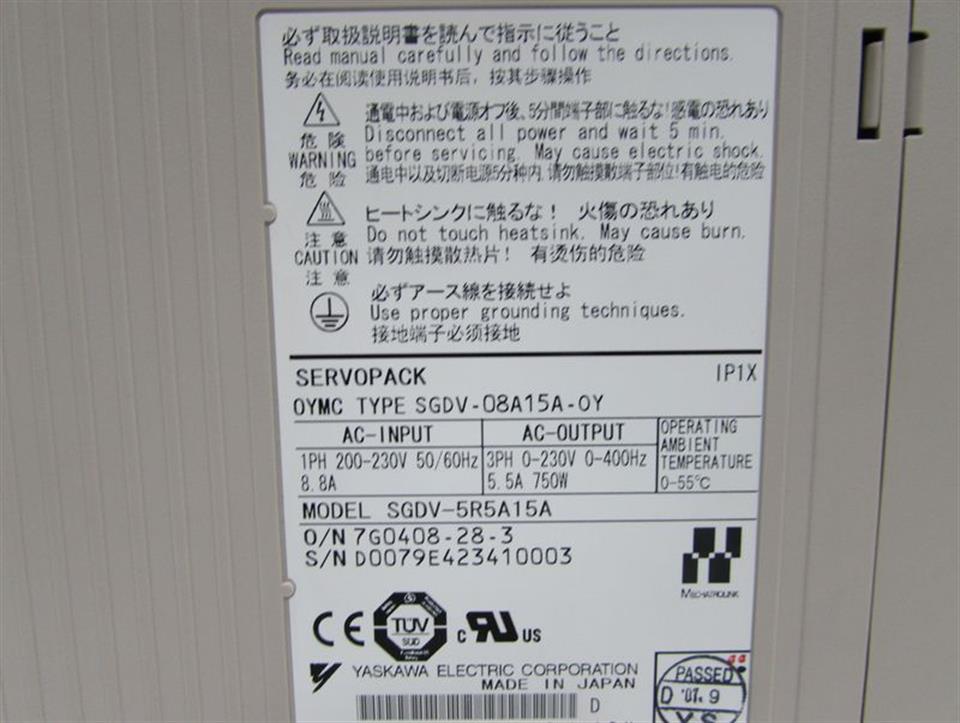 必ず取扱説明書を読んで指示に従うこと
Read manual carefully and follow the directions.
务必在阅读使用说明书后，按其步骤操作
通電中および電源オフ後、5分間端子部に触るな!感電の恐れあり
危険 Disconnect all power and wait 5 min.
WARNING before servicing. May cause electric shock.
危险 通电中以及切断电源5分种内,请勿触摸散端子部位!有触电的危险
ヒートシンクに触るな! 火傷の恐れあり
注意 Do not touch heatsink. May cause burn.
CAUTION 请勿触摸散热片! 有烫伤的危险
注意
必ずアース線を接続せよ
Use proper grounding techniques.
接地端子必须接地
SERVOPACK IP1X
OYMC TYPE SGDV-08A15A-0Y
AC-INPUT AC-OUTPUT OPERATING
AMBIENT
1PH 200-230V 50/60Hz 3PH 0-230V 0-400Hz TEMPERATURE
8.8A 5.5A 750W 0-55℃
MODEL SGDV-5R5A15A
O/N 7G0408-28-3
S/N D0079E423410003
MECHATROLINK
CE TÜV c RU US
SÜD
YASKAWA ELECTRIC CORPORATION
MADE IN JAPAN
D
PASSED
D '07.9
Y S